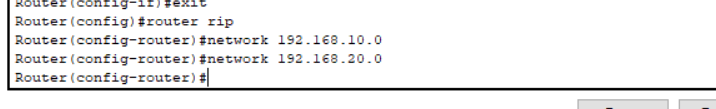 Router(config-if)#exit
Router(config)#router rip
Router(config-router)#network 192.168.10.0
Router(config-router)#network 192.168.20.0
Router(config-router)#